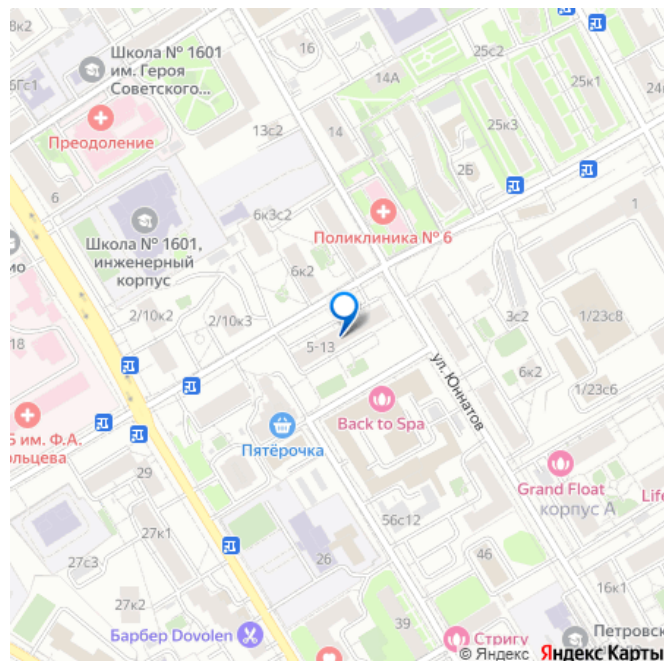 8к2
16
25с2
Школа № 1601
им. Героя
Советского...
14А
25к1
24
6Гс1
Преодоление
13с2
14
25к3
2Б
6
Школа № 1601,
инженерный
корпус
6к3с2
Поликлиника № 6
1
мо
6к2
2/10к2
2/10к3
3с2
1/23с8
18
5-13
ул. Юннатов
6к2
1/23с6
Б им. Ф.А.
ольцева
Back to Spa
Пятёрочка
29
Grand Float
корпус А
Life
27к1
56с12
27с3
26
46
27к2
16к1
39
Барбер Dovolen
Стригу
Петровск
© Яндекс
Яндекс Карты